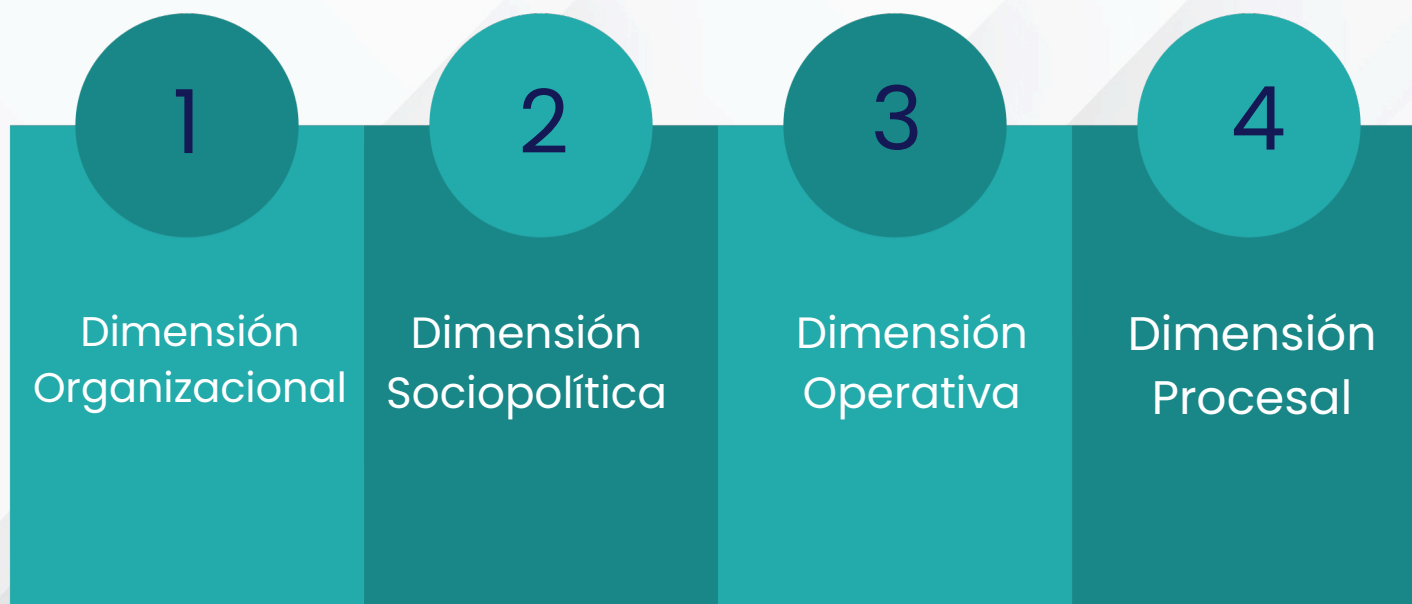 1
Dimensión
Organizacional
2
Dimensión
Sociopolítica
3
Dimensión
Operativa
4
Dimensión
Procesal